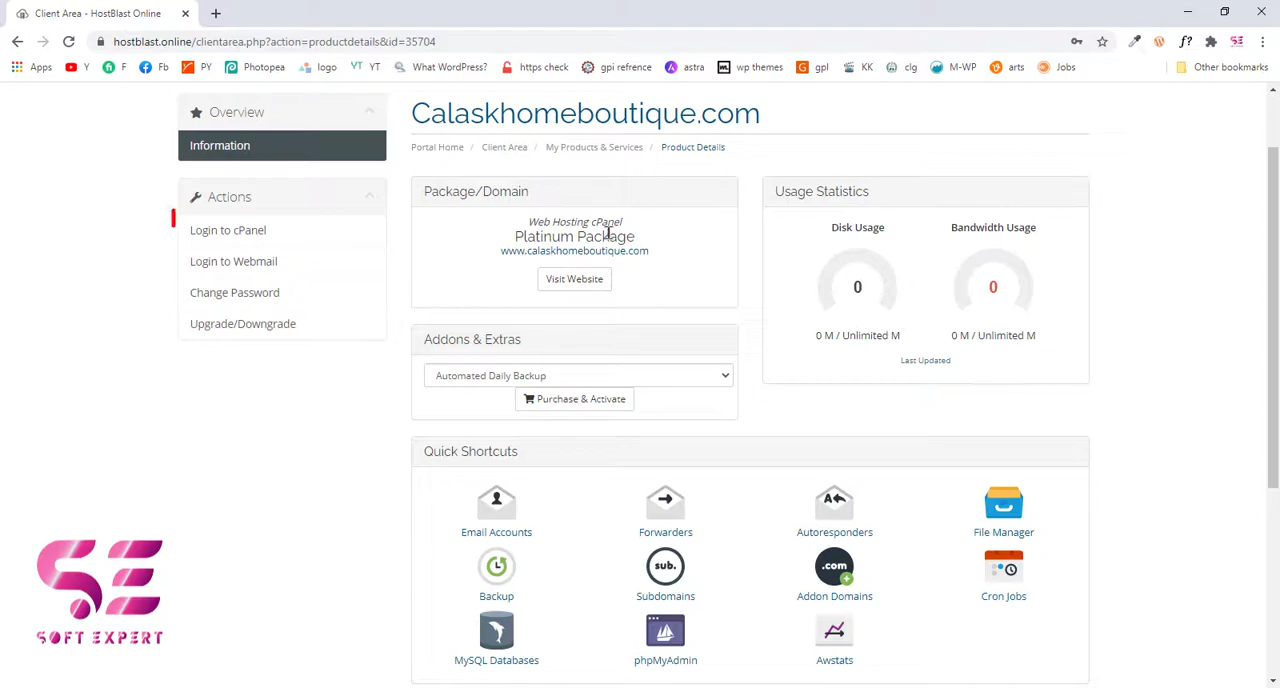 Client Area - HostBlast Online
hostblast.online/clientarea.php?action=productdetails&id=35704
Apps Y F Fb PY Photopea logo YT YT What WordPress? https check gpi refrence astra wp themes gpl KK clg M-WP arts Jobs Other bookmarks
Overview
Information
Actions
Login to cPanel
Login to Webmail
Change Password
Upgrade/Downgrade
Calaskhomeboutique.com
Portal Home / Client Area / My Products & Services / Product Details
Package/Domain
Web Hosting cPanel
Platinum Package
www.calaskhomeboutique.com
Visit Website
Usage Statistics
Disk Usage Bandwidth Usage
0 0
0 M / Unlimited M 0 M / Unlimited M
Last Updated
Addons & Extras
Automated Daily Backup
Purchase & Activate
Quick Shortcuts
Email Accounts Forwarders Autoresponders File Manager
sub. .com
Backup Subdomains Addon Domains Cron Jobs
MySQL Databases phpMyAdmin Awstats
SE
SOFT EXPERT